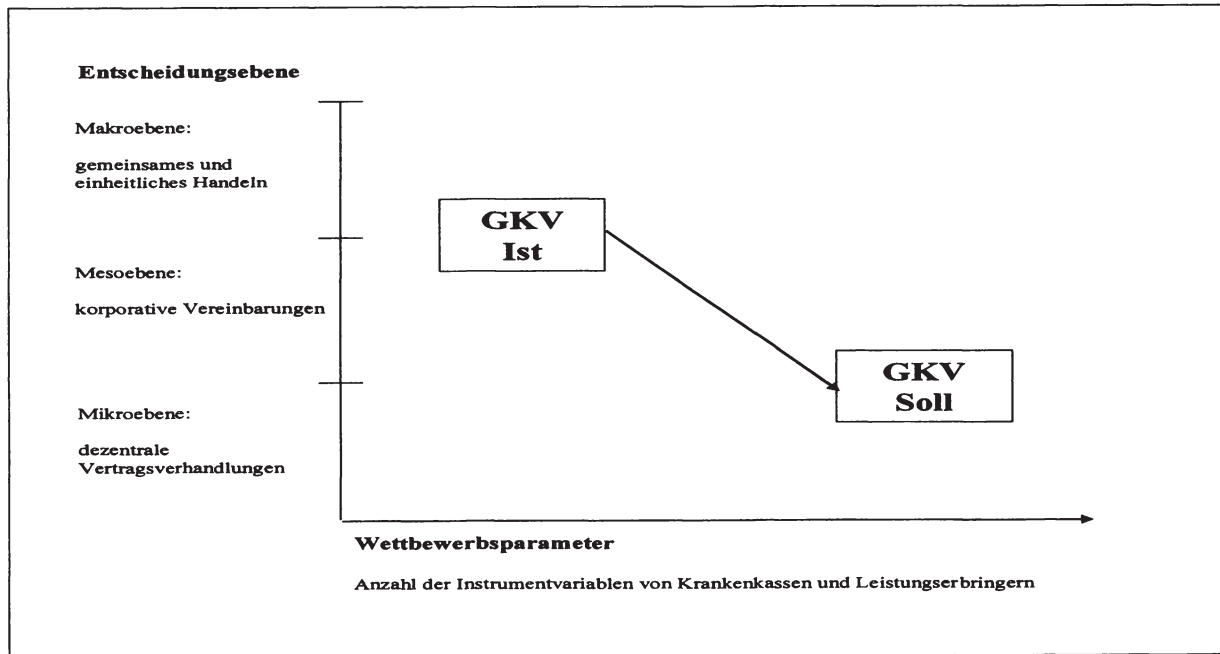 Entscheidungsebene
Makroebene:
gemeinsames und
einheitliches Handeln
GKV
Ist
Mesoebene:
korporative Vereinbarungen
GKV
Soll
Mikroebene:
dezentrale
Vertragsverhandlungen
Wettbewerbsparameter
Anzahl der Instrumentvariablen von Krankenkassen und Leistungserbringern